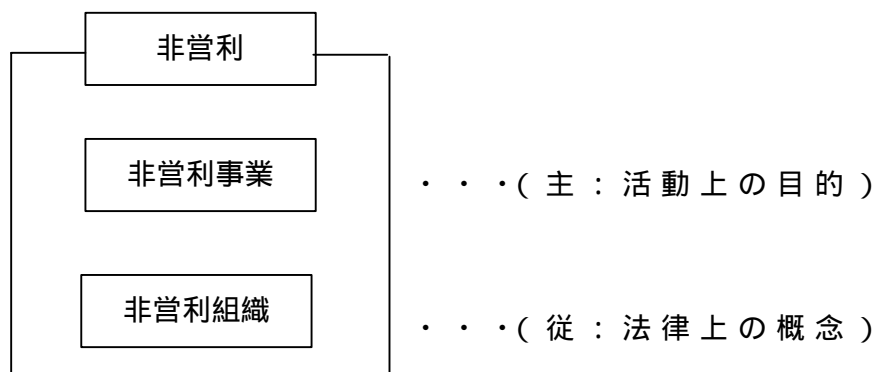 非営利
非営利事業 ・・・( 主 : 活動上の目的 )
非営利組織 ・・・( 従 : 法律上の概念 )